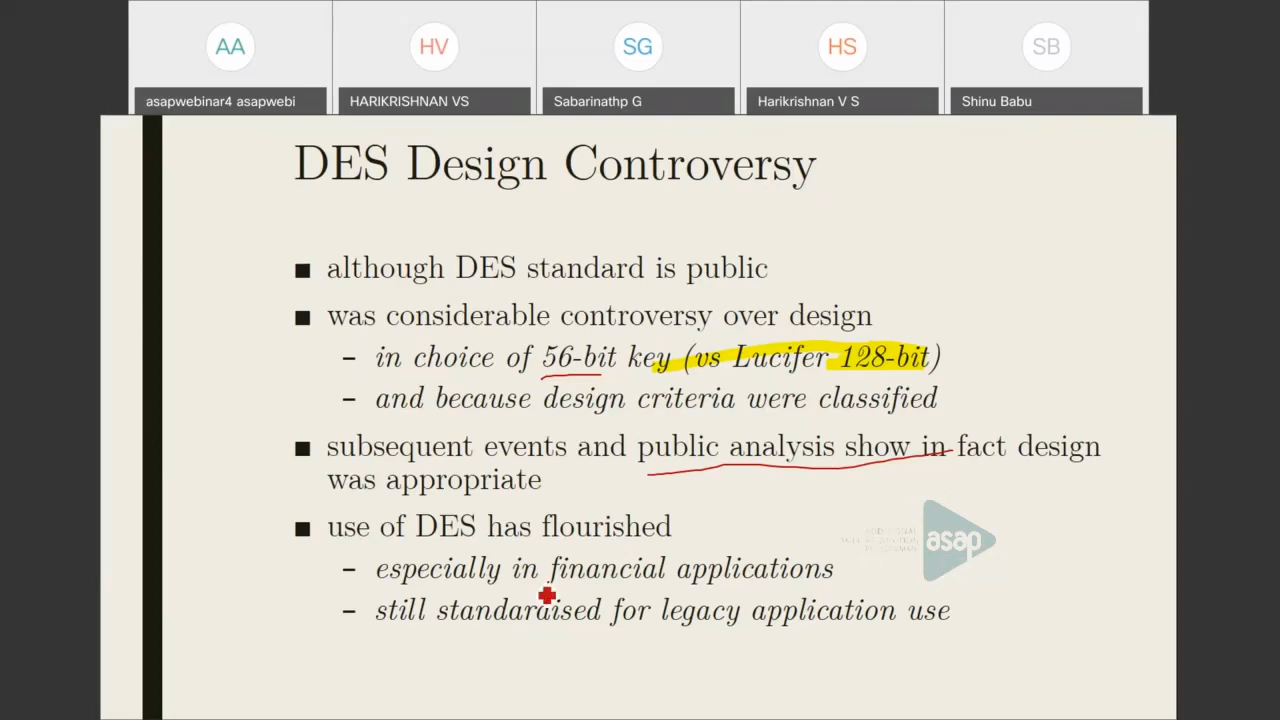 AA
HV
SG
HS
SB
asapwebinar4 asapwebi
HARIKRISHNAN VS
Sabarinathp G
Harikrishnan V S
Shinu Babu
DES Design Controversy
■ although DES standard is public
■ was considerable controversy over design
– in choice of 56-bit key (vs Lucifer 128-bit)
– and because design criteria were classified
■ subsequent events and public analysis show in fact design
was appropriate
■ use of DES has flourished
– especially in financial applications
– still standaraised for legacy application use
asap